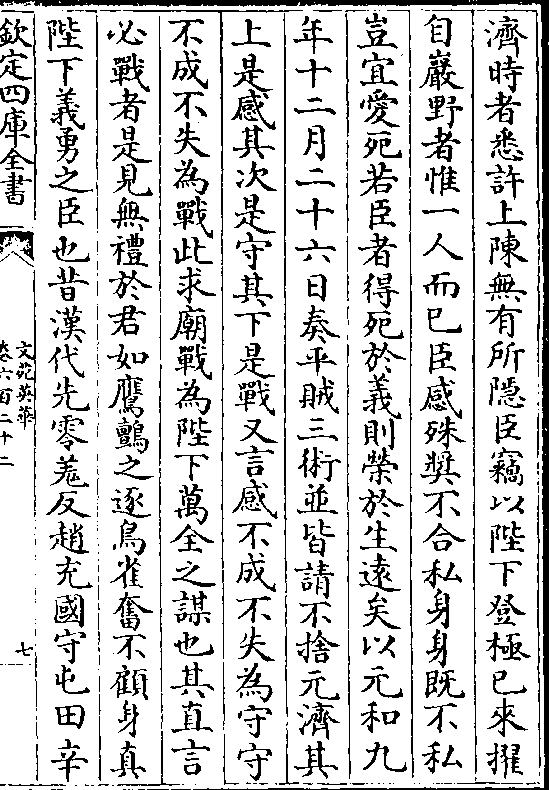 濟時者悉許上陳無有所隱臣竊以陛下登極已來擢
自巖野者惟一人而已臣感殊奬不合私身身既不私
豈宜愛死若臣者得死於義則榮於生遠矣以元和九
年十二月二十六日奏平賊三術並皆請不捨元濟其
上是感其次是守其下是戰又言感不成不失為守守
不成不失為戰此求廟戰為陛下萬全之謀也其直言
必戰者是見無禮於君如鷹鸇之逐鳥雀奮不顧身真
陛下義勇之臣也昔漢代先零羗反趙充國守屯田辛
欽定四庫全書
文苑英華
卷六百二十二
七